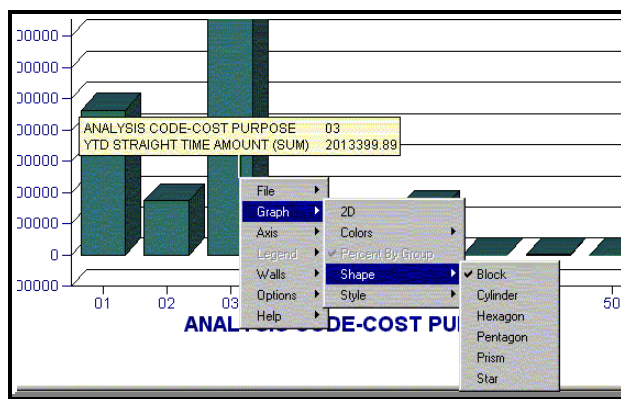 00000
00000
00000
00000
ANALYSIS CODE-COST PURPOSE 03
YTD STRAIGHT TIME AMOUNT (SUM) 2013399.89
00000
00000
00000
0
00000
01 02 03 50
File
Graph
Axis
Legend
Walls
Options
Help
2D
Colors
Percent By Group
Shape
Style
Block
Cylinder
Hexagon
Pentagon
Prism
Star
ANALYSIS CODE-COST PU